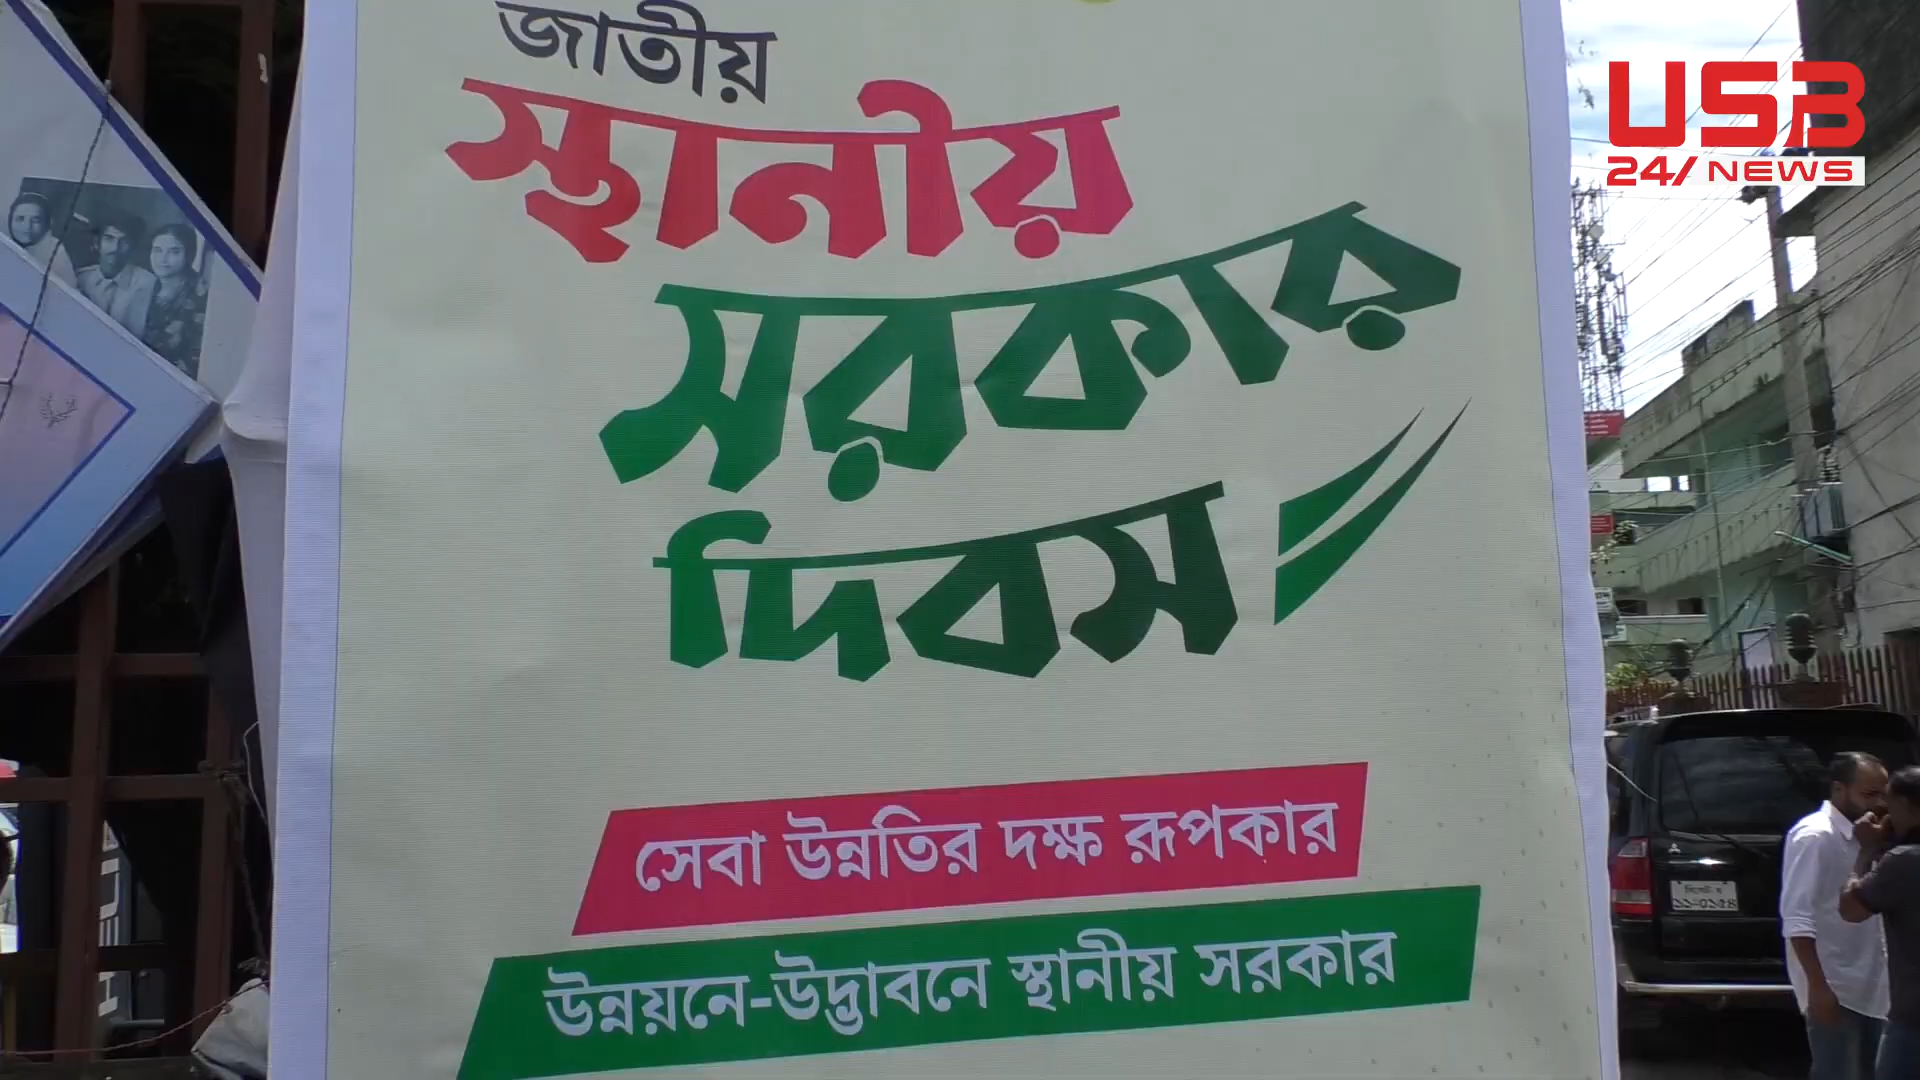 জাতীয়
স্থানীয়
সরকার
দিবস
সেবা উন্নতির দক্ষ রূপকার
উন্নয়নে-উদ্ভাবনে স্থানীয় সরকার
USB
24/ NEWS